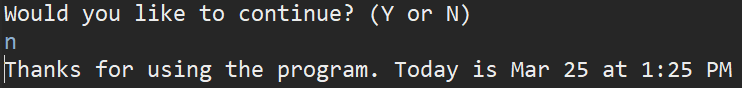 Would you like to continue? (Y or N)
n
Thanks for using the program. Today is Mar 25 at 1:25 PM